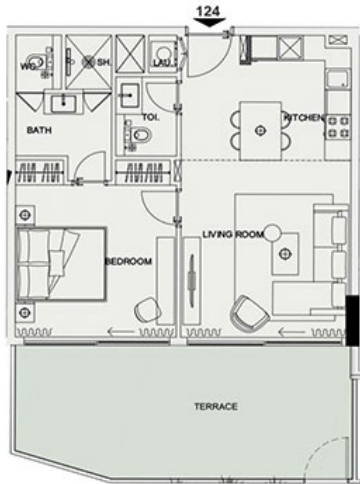 124
WC.
SH.
LAU.
TOI.
KITCHEN
BATH
LIVING ROOM
BEDROOM
TERRACE